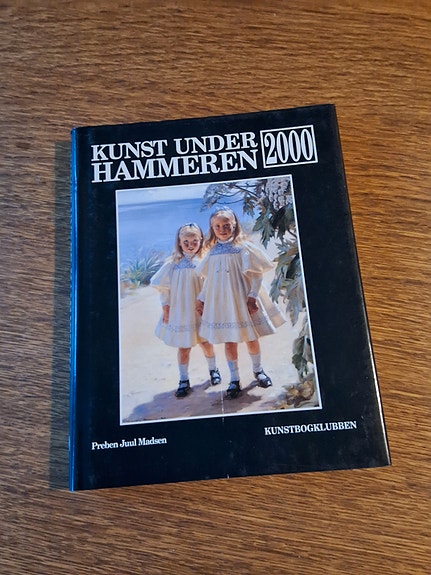 KUNST UNDER
HAMMEREN 2000
KUNSTBOGKLUBBEN
Preben Juul Madsen